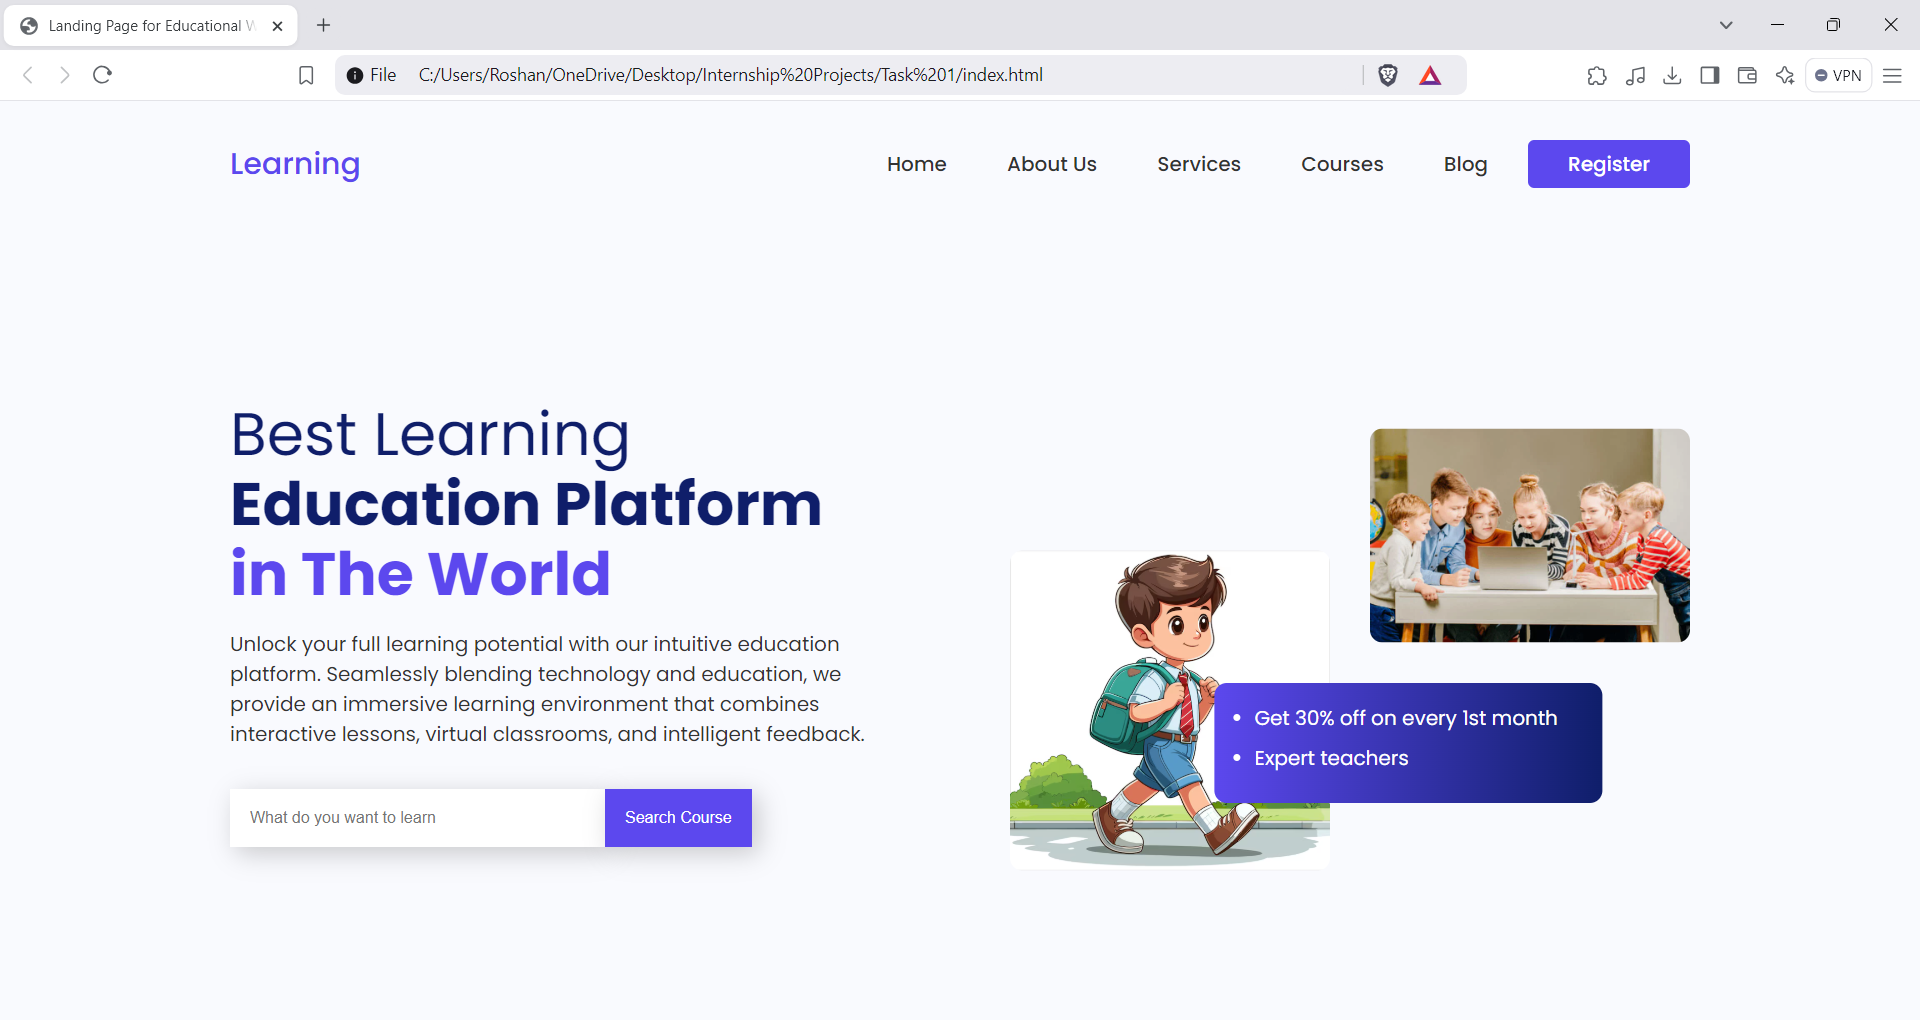 Landing Page for Educational W
File C:/Users/Roshan/OneDrive/Desktop/Internship%20Projects/Task%201/index.html
VPN
Learning
Home About Us Services Courses Blog Register
Best Learning
Education Platform
in The World
Unlock your full learning potential with our intuitive education
platform. Seamlessly blending technology and education, we
provide an immersive learning environment that combines
interactive lessons, virtual classrooms, and intelligent feedback.
What do you want to learn Search Course
• Get 30% off on every 1st month
• Expert teachers